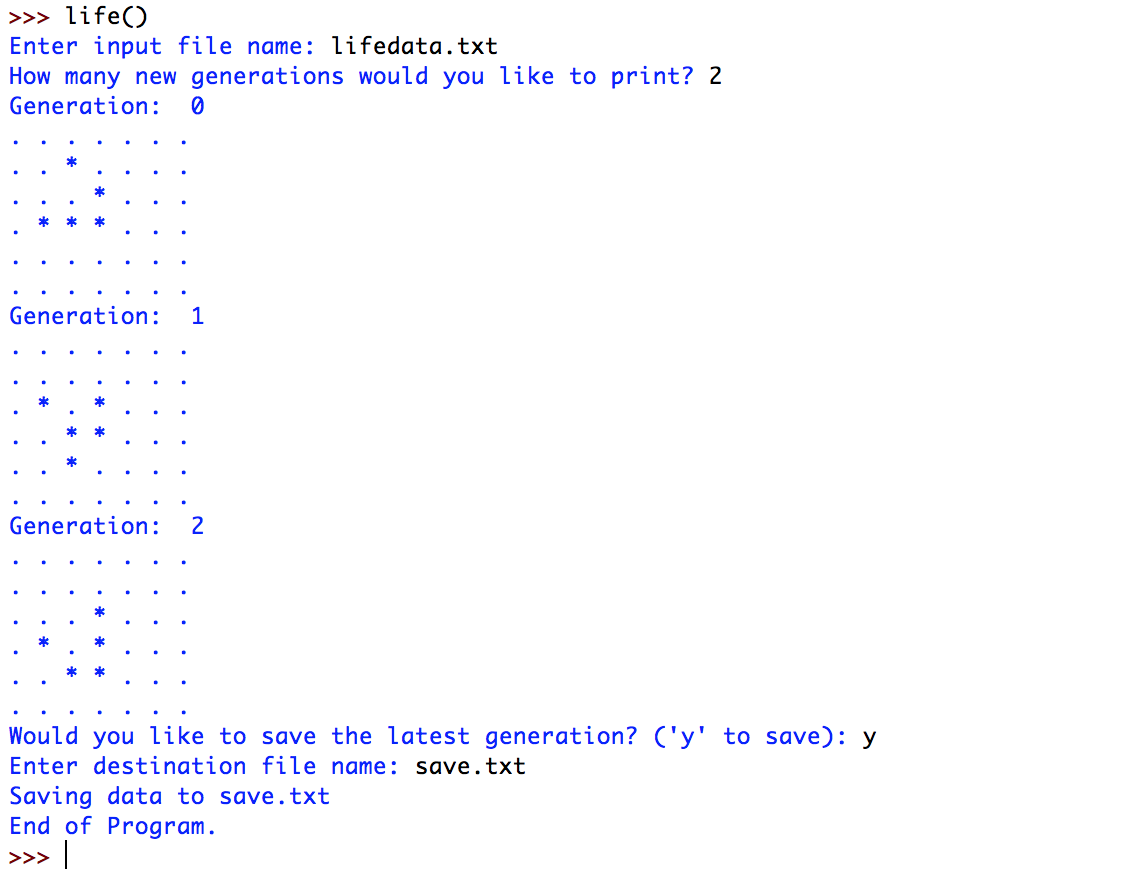 >>> life()
Enter input file name: lifedata.txt
How many new generations would you like to print? 2
Generation:  0
. . . . . . .
. . * . . . .
. . . * . . .
. * * * . . .
. . . . . . .
. . . . . . .
Generation:  1
. . . . . . .
. . . . . . .
. * . * . . .
. . * * . . .
. . * . . . .
. . . . . . .
Generation:  2
. . . . . . .
. . . . . . .
. . . * . . .
. * . * . . .
. . * * . . .
. . . . . . .
Would you like to save the latest generation? ('y' to save): y
Enter destination file name: save.txt
Saving data to save.txt
End of Program.
>>>